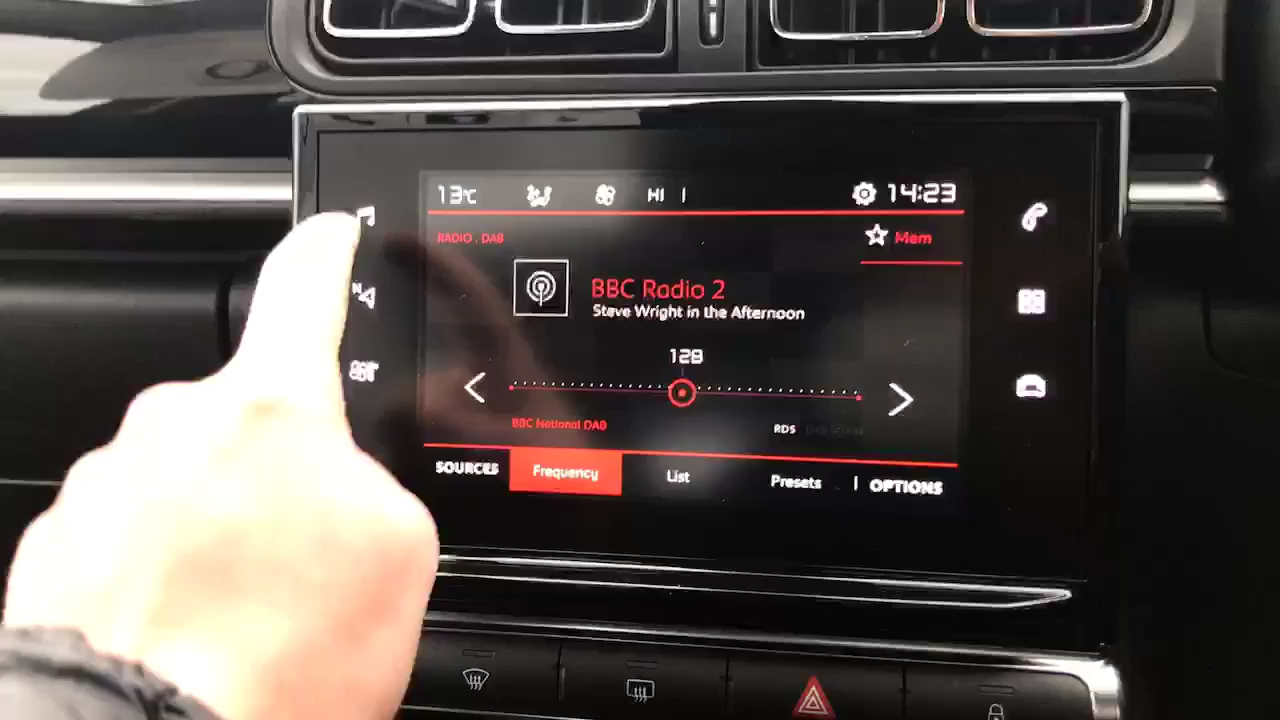 13°C HI 14:23
RADIO . DAB
Mem
BBC Radio 2
Steve Wright in the Afternoon
12B
BBC National DAB
RDS
SOURCES Frequency List Presets OPTIONS
N